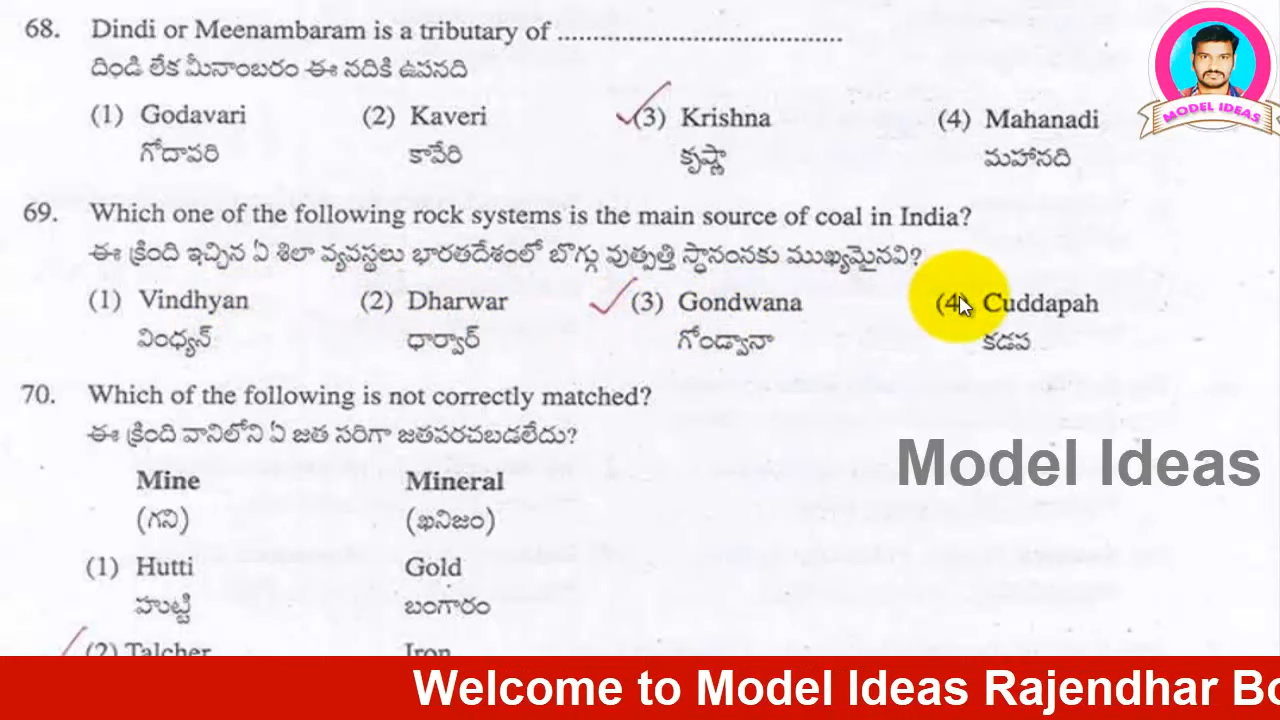 68. Dindi or Meenambaram is a tributary of ................................
దిండి లేక మీనాంబరం ఈ నదికి ఉపనది
(1) Godavari (2) Kaveri (3) Krishna (4) Mahanadi
గోదావరి కావేరి కృష్ణా మహానది
69. Which one of the following rock systems is the main source of coal in India?
ఈ క్రింది ఇచ్చిన ఏ శిలా వ్యవస్థలు భారతదేశంలో బొగ్గు వుత్పత్తి స్థానంనకు ముఖ్యమైనవి?
(1) Vindhyan (2) Dharwar (3) Gondwana (4) Cuddapah
వింధ్యన్ ధార్వార్ గోండ్వానా కడప
70. Which of the following is not correctly matched?
ఈ క్రింది వానిలోని ఏ జత సరిగా జతపరచబడలేదు?
Mine Mineral
(గని) (ఖనిజం)
(1) Hutti Gold
హుట్టి బంగారం
(2) Talcher Iron
MODEL IDEAS
Model Ideas
Welcome to Model Ideas Rajendhar Bo